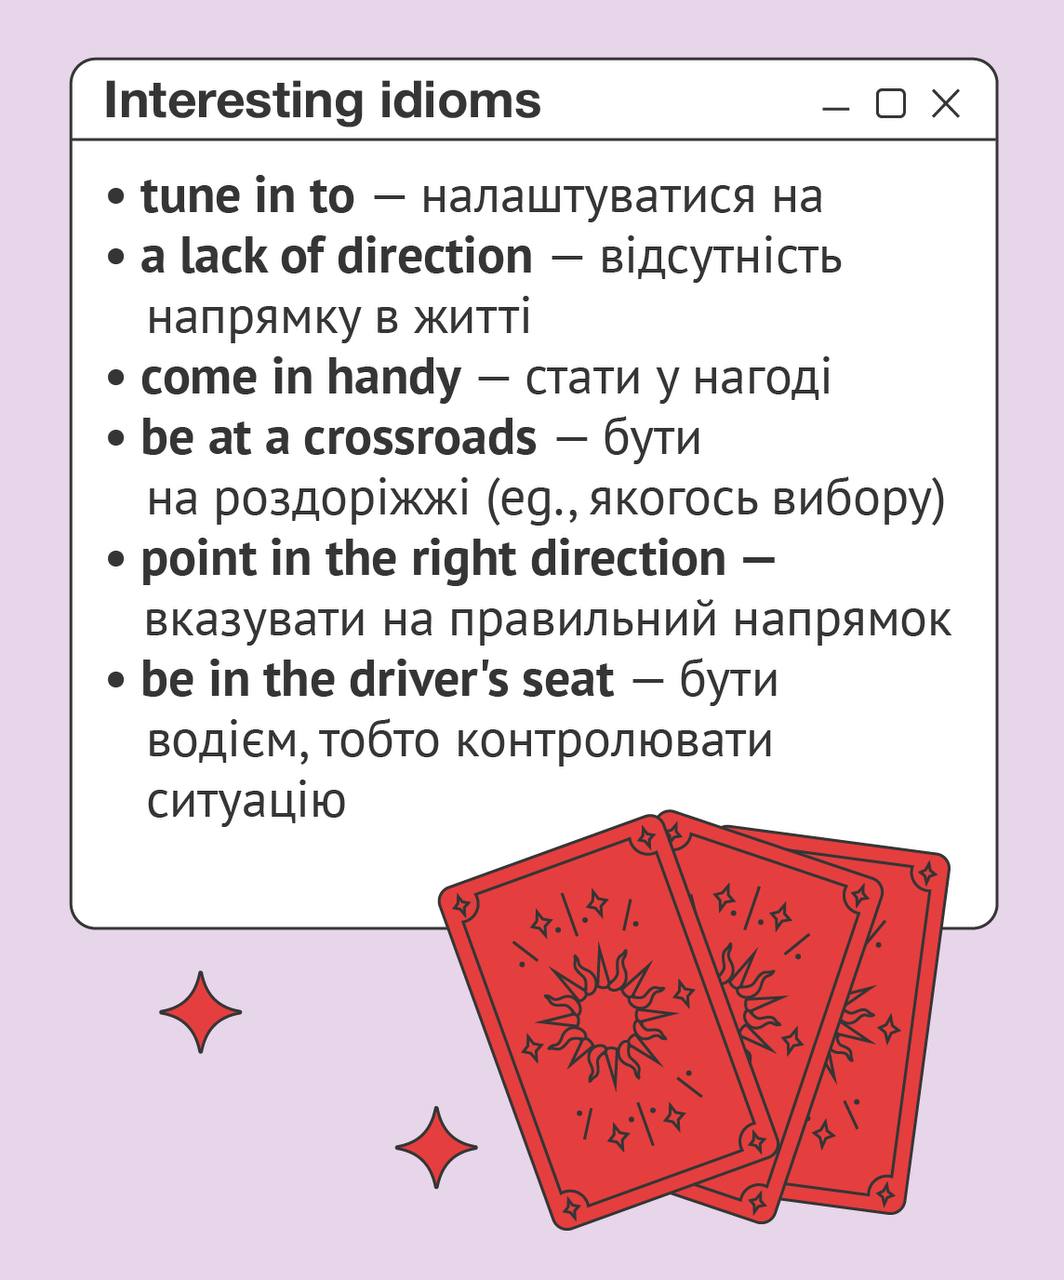 Interesting idioms
• tune in to — налаштуватися на
• a lack of direction — відсутність
напрямку в житті
• come in handy — стати у нагоді
• be at a crossroads — бути
на роздоріжжі (eg., якогось вибору)
• point in the right direction —
вказувати на правильний напрямок
• be in the driver's seat — бути
водієм, тобто контролювати
ситуацію